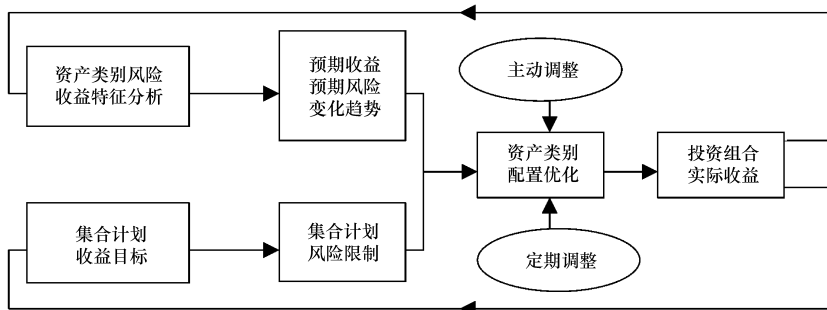 资产类别风险
收益特征分析
预期收益
预期风险
变化趋势
主动调整
资产类别
配置优化
投资组合
实际收益
集合计划
收益目标
集合计划
风险限制
定期调整